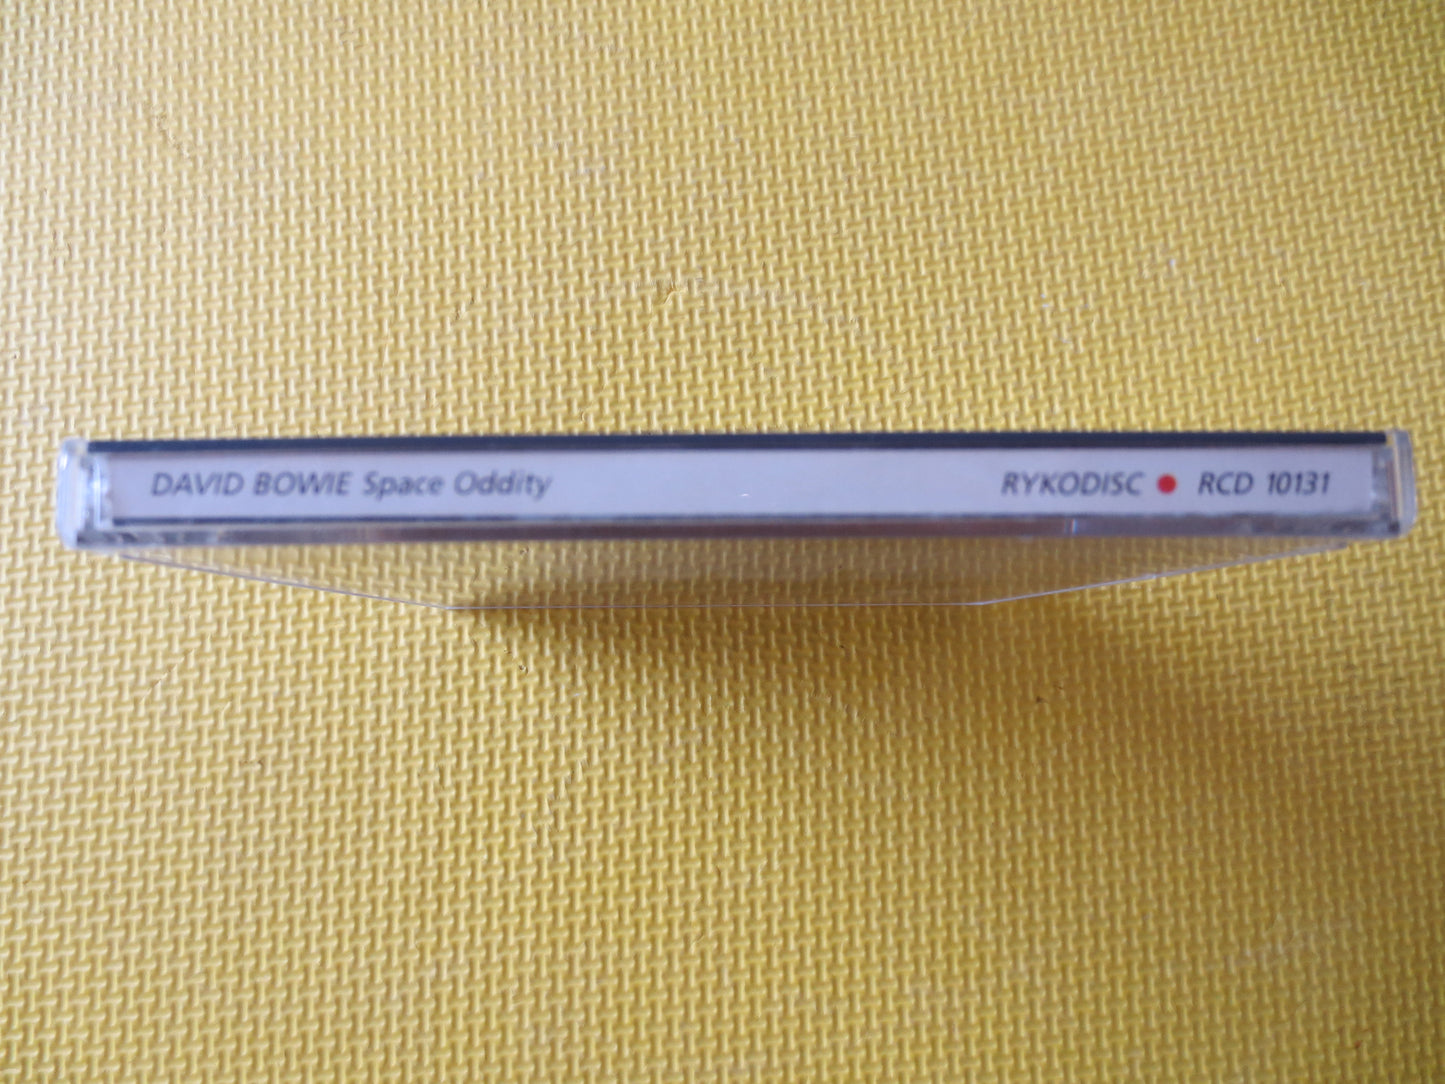 DAVID BOWIE Space Oddity RYKODISC ● RCD 10131